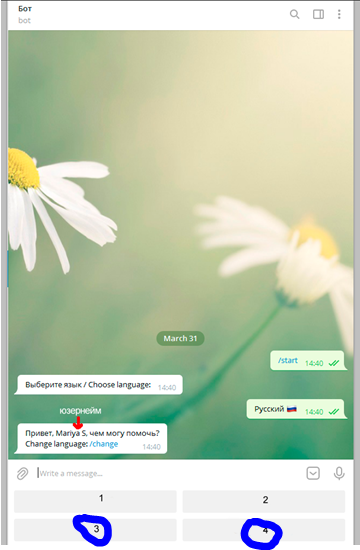 Бот
bot
March 31
/start
14:40
Выберите язык / Choose language:
14:40
юзернейм
Русский 🇷🇺
14:40
Привет, Mariya S, чем могу помочь?
Change language: /change
14:40
Write a message...
1
2
3
4